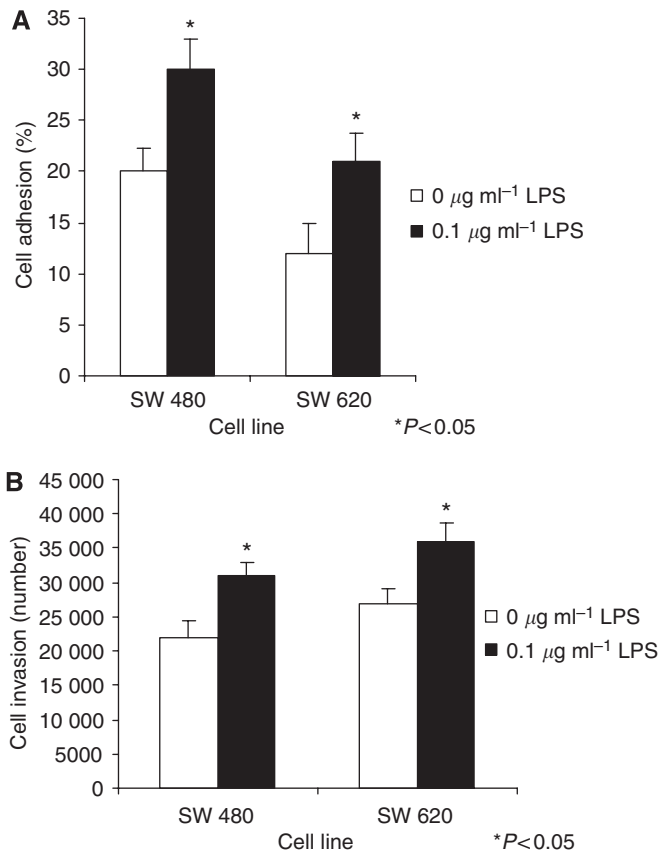 A
35
30
25
20
15
10
5
0
Cell adhesion (%)
*
*
0 μg ml⁻¹ LPS
0.1 μg ml⁻¹ LPS
SW 480
SW 620
Cell line
*P<0.05
B
45 000
40 000
35 000
30 000
25 000
20 000
15 000
10 000
5000
0
Cell invasion (number)
*
*
0 μg ml⁻¹ LPS
0.1 μg ml⁻¹ LPS
SW 480
SW 620
Cell line
*P<0.05